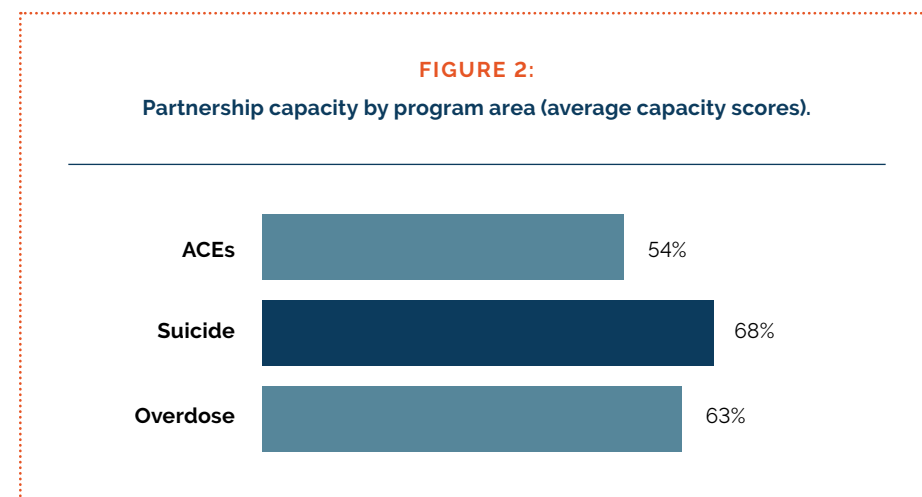 FIGURE 2:
Partnership capacity by program area (average capacity scores).
ACEs 54%
Suicide 68%
Overdose 63%